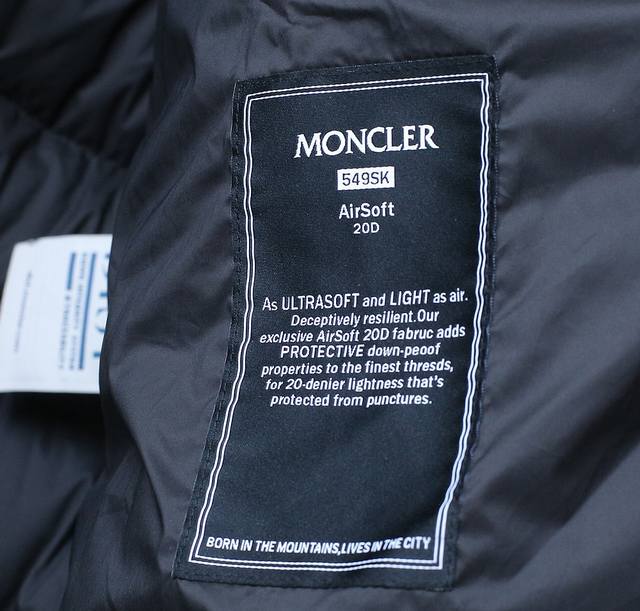 MONCLER
549SK
AirSoft
20D
As ULTRASOFT and LIGHT as air.
Deceptively resilient.Our
exclusive AirSoft 20D fabruc adds
PROTECTIVE down-peoof
properties to the finest thresds,
for 20-denier lightness that's
protected from punctures.
BORN IN THE MOUNTAINS,LIVES IN THE CITY